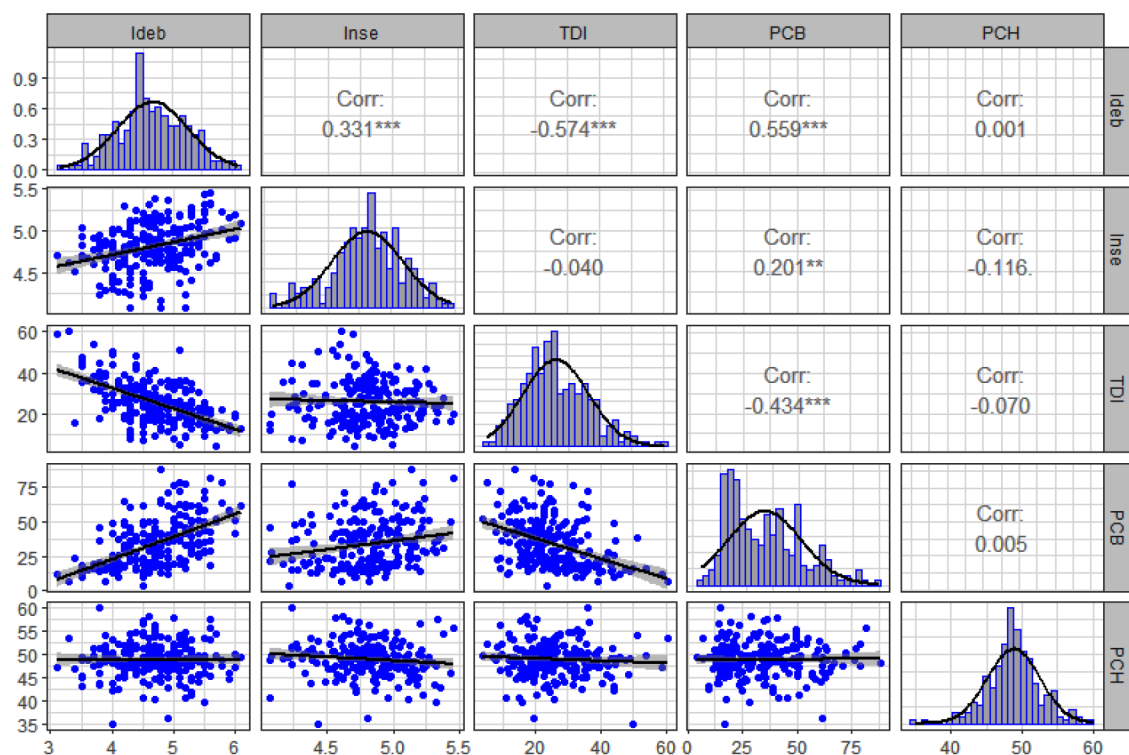 Ideb Inse TDI PCB PCH
0.9
0.6
0.3
0.0
Corr:
0.331***
Corr:
-0.574***
Corr:
0.559***
Corr:
0.001
Ideb
5.5
5.0
4.5
Corr:
-0.040
Corr:
0.201**
Corr:
-0.116.
Inse
60
40
20
Corr:
-0.434***
Corr:
-0.070
TDI
75
50
25
0
Corr:
0.005
PCB
60
55
50
45
40
35
PCH
3 4 5 6 4.5 5.0 5.5 20 40 60 0 25 50 75 40 50 60